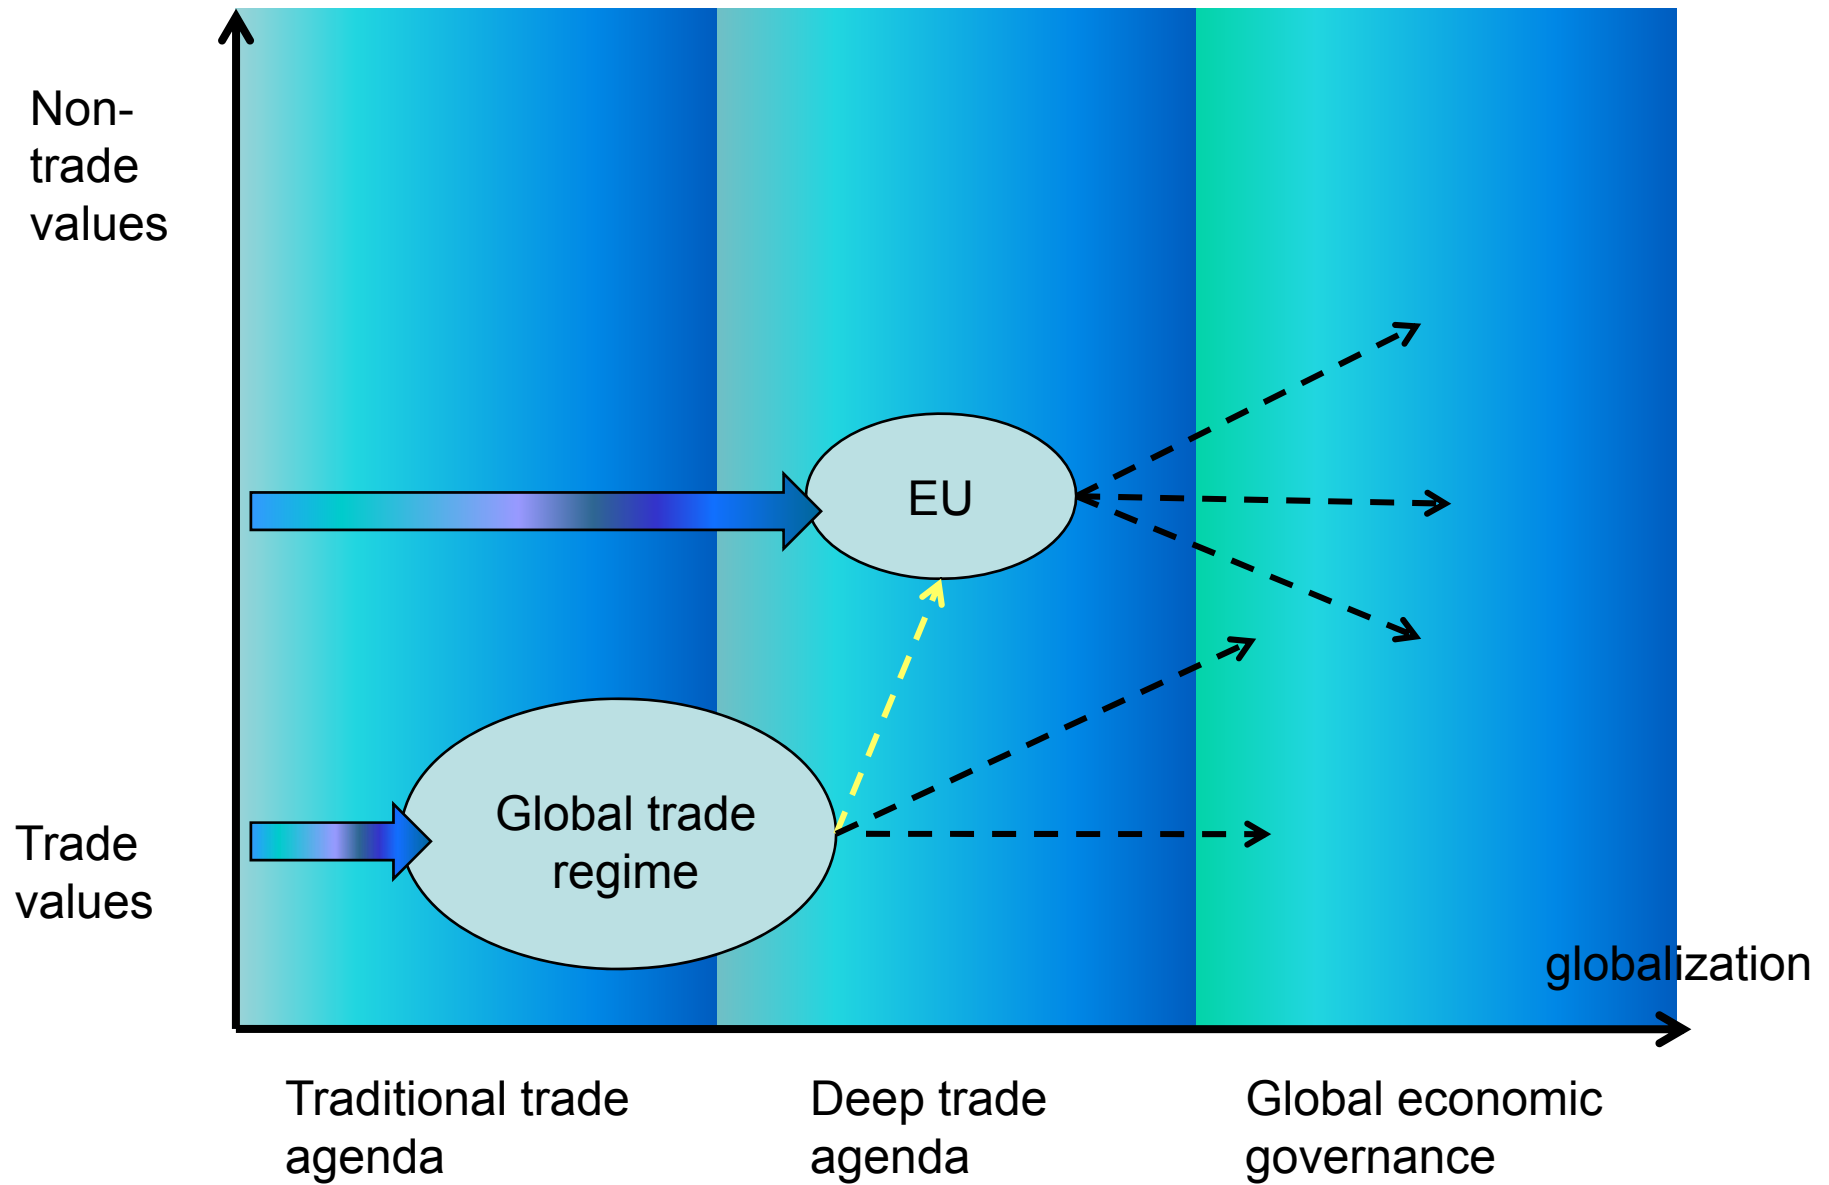 Non-
trade
values
EU
Global trade
regime
Trade
values
globalization
Traditional trade
agenda
Deep trade
agenda
Global economic
governance